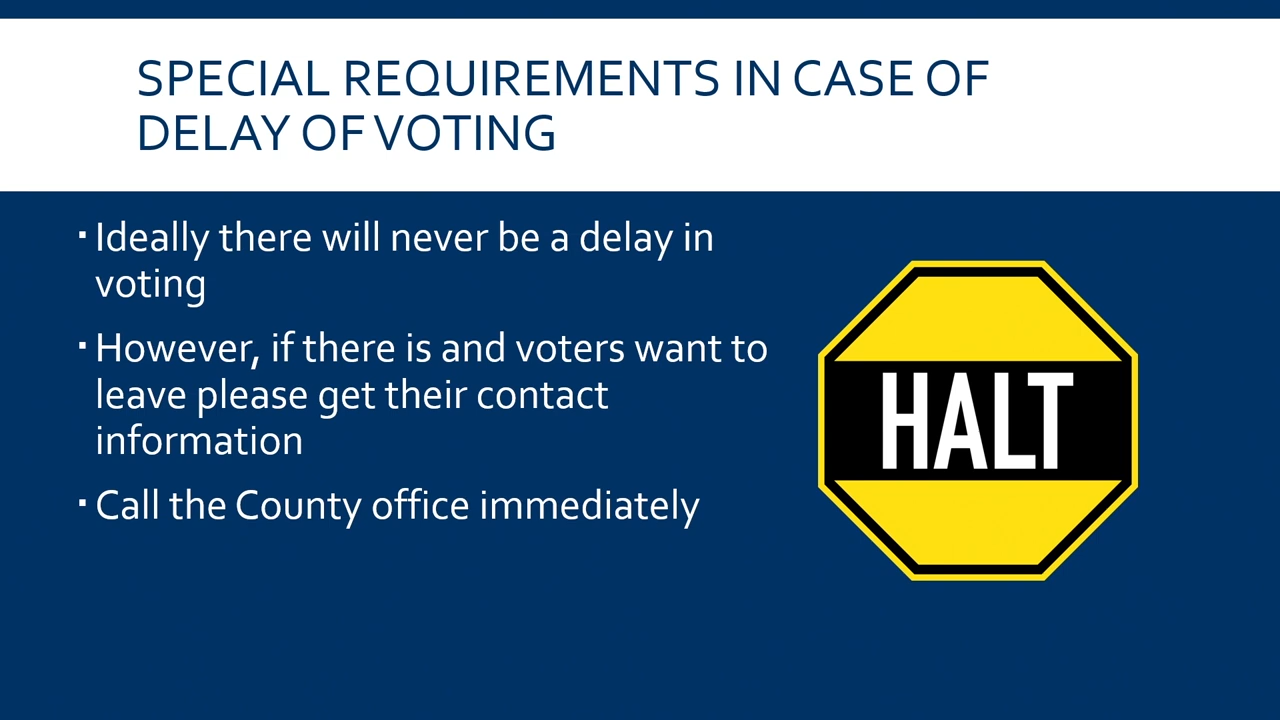 SPECIAL REQUIREMENTS IN CASE OF
DELAY OF VOTING
▪ Ideally there will never be a delay in
voting
▪ However, if there is and voters want to
leave please get their contact
information
▪ Call the County office immediately
HALT